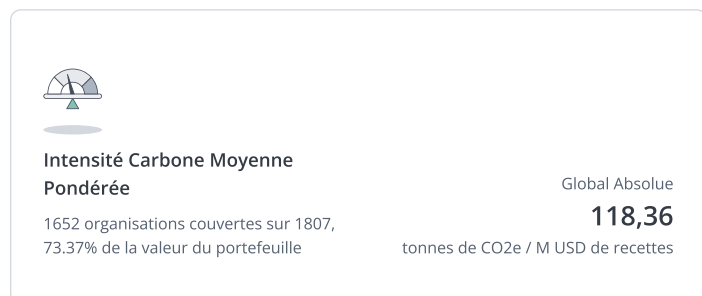 Intensité Carbone Moyenne
Pondérée
1652 organisations couvertes sur 1807,
73.37% de la valeur du portefeuille
Global Absolue
118,36
tonnes de CO2e / M USD de recettes